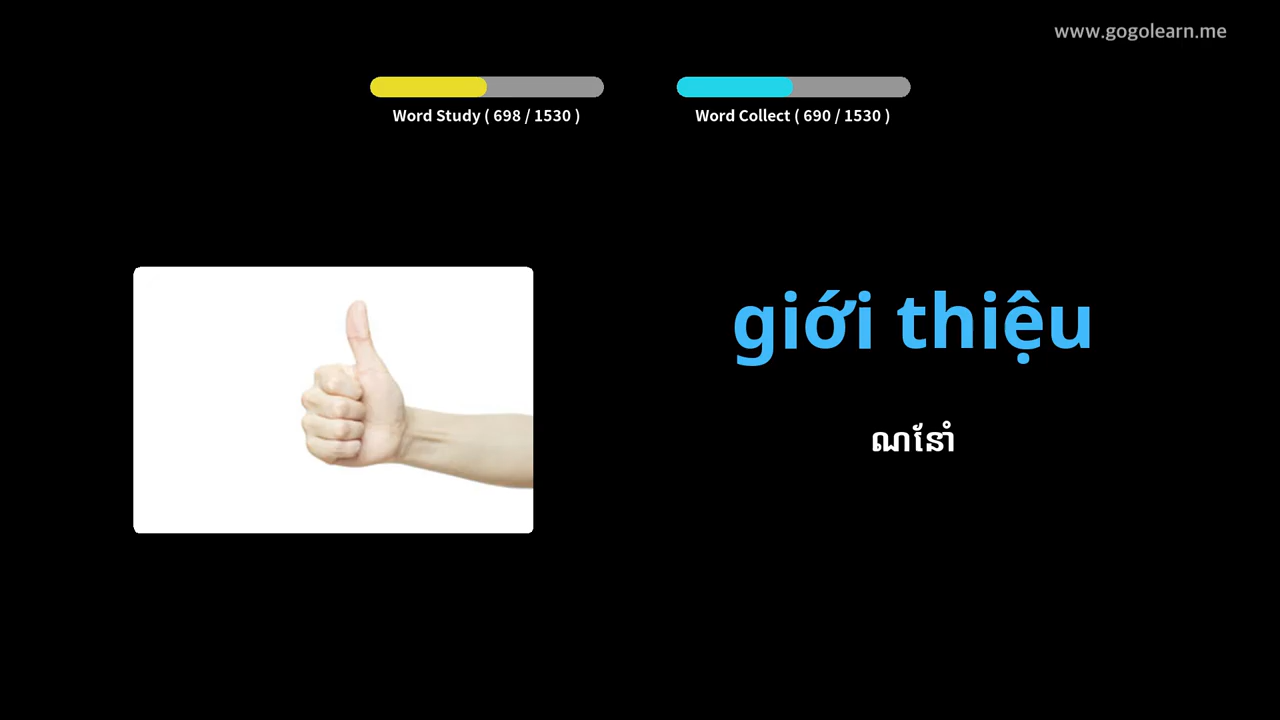 www.gogolearn.me
Word Study ( 698 / 1530 )
Word Collect ( 690 / 1530 )
giới thiệu
ណែនាំ